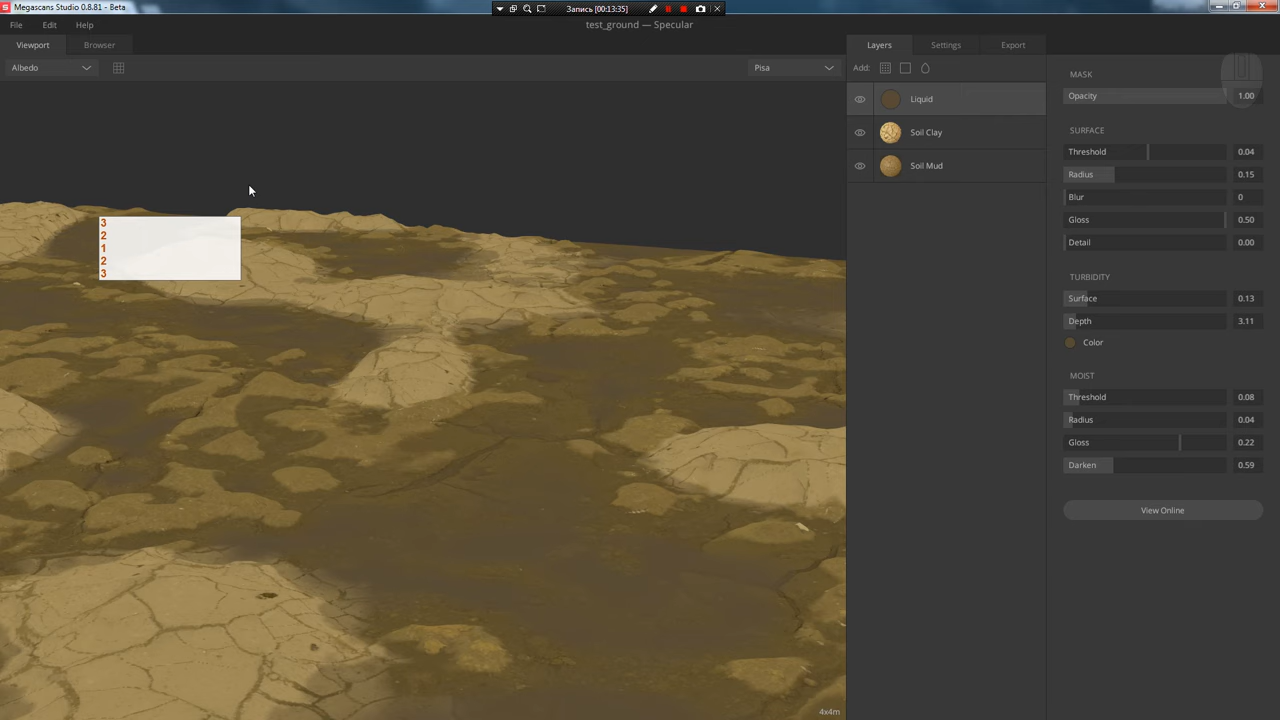 Megascans Studio 0.8.81 - Beta
Запись [00:13:35]
File Edit Help
test_ground — Specular
Viewport Browser
Layers Settings Export
Albedo
Pisa
Add:
Liquid
Soil Clay
Soil Mud
MASK
Opacity 1.00
SURFACE
Threshold 0.04
Radius 0.15
Blur 0
Gloss 0.50
Detail 0.00
TURBIDITY
Surface 0.13
Depth 3.11
Color
MOIST
Threshold 0.08
Radius 0.04
Gloss 0.22
Darken 0.59
View Online
3
2
1
2
3
4x4m